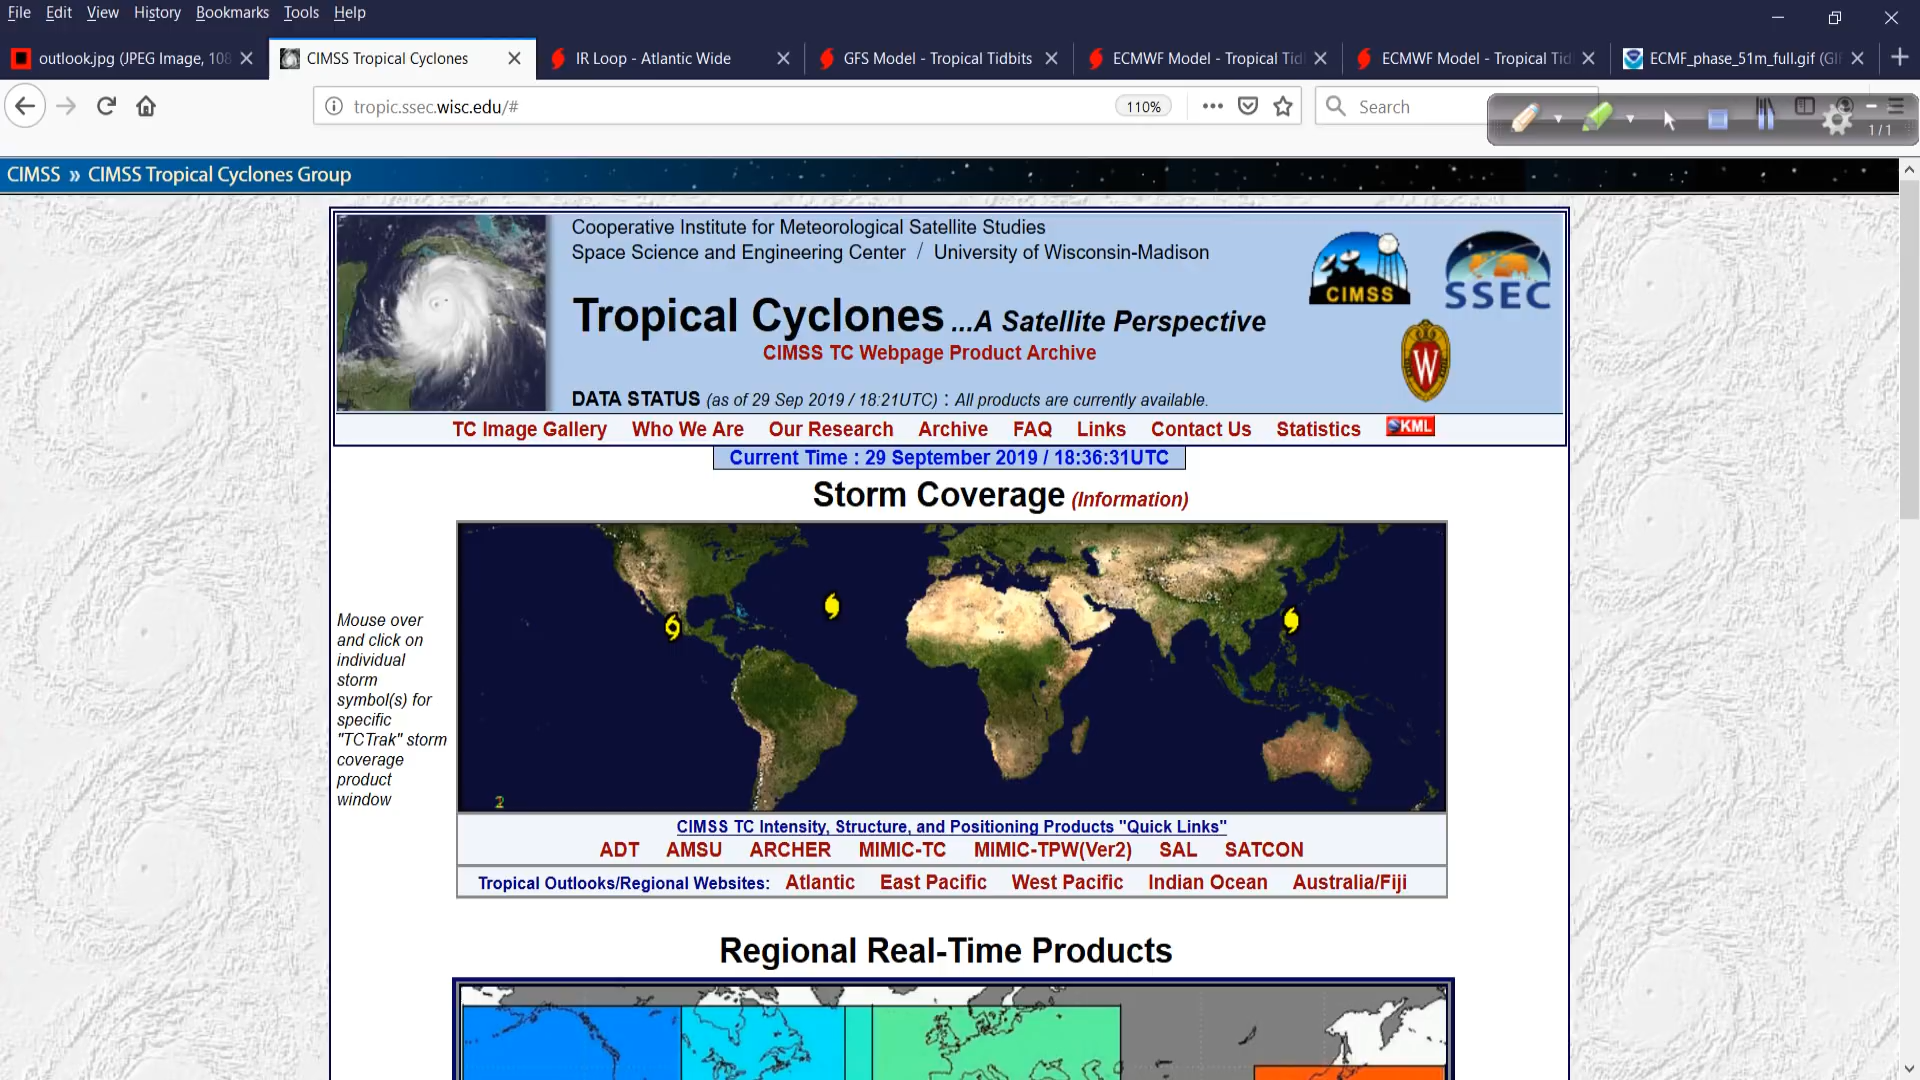 File Edit View History Bookmarks Tools Help
outlook.jpg (JPEG Image, 108
CIMSS Tropical Cyclones
IR Loop - Atlantic Wide
GFS Model - Tropical Tidbits
ECMWF Model - Tropical Tid
ECMWF Model - Tropical Tid
ECMF_phase_51m_full.gif (GI
tropic.ssec.wisc.edu/#
110%
Search
1/1
CIMSS » CIMSS Tropical Cyclones Group
Cooperative Institute for Meteorological Satellite Studies
Space Science and Engineering Center / University of Wisconsin-Madison
Tropical Cyclones ...A Satellite Perspective
CIMSS TC Webpage Product Archive
CIMSS
SSEC
W
DATA STATUS (as of 29 Sep 2019 / 18:21UTC) : All products are currently available.
TC Image Gallery Who We Are Our Research Archive FAQ Links Contact Us Statistics KML
Current Time : 29 September 2019 / 18:36:31UTC
Storm Coverage (Information)
Mouse over
and click on
individual
storm
symbol(s) for
specific
"TCTrak" storm
coverage
product
window
2
CIMSS TC Intensity, Structure, and Positioning Products "Quick Links"
ADT AMSU ARCHER MIMIC-TC MIMIC-TPW(Ver2) SAL SATCON
Tropical Outlooks/Regional Websites: Atlantic East Pacific West Pacific Indian Ocean Australia/Fiji
Regional Real-Time Products